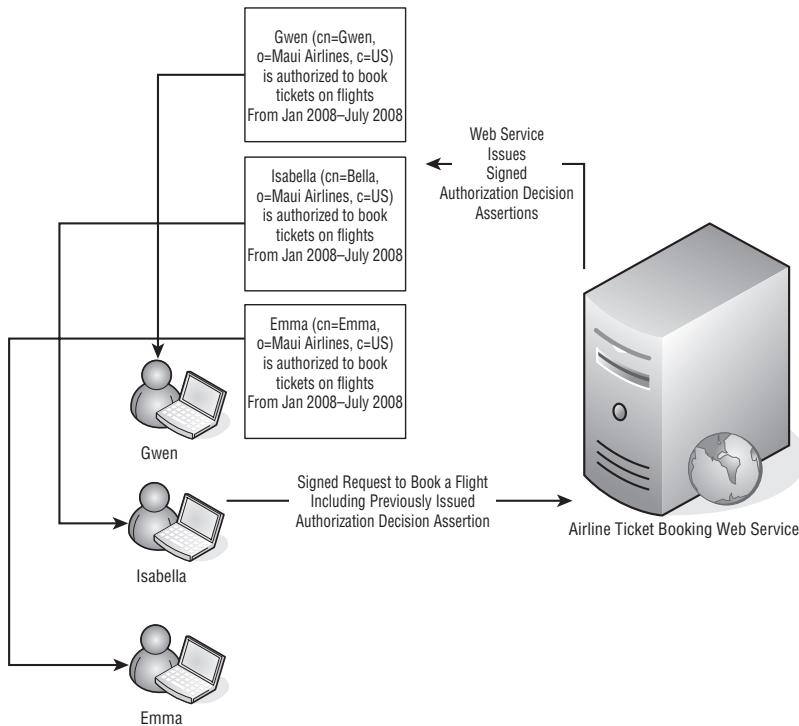 Gwen (cn=Gwen,
o=Maui Airlines, c=US)
is authorized to book
tickets on flights
From Jan 2008–July 2008
Web Service
Issues
Signed
Authorization Decision
Assertions
Isabella (cn=Bella,
o=Maui Airlines, c=US)
is authorized to book
tickets on flights
From Jan 2008–July 2008
Emma (cn=Emma,
o=Maui Airlines, c=US)
is authorized to book
tickets on flights
From Jan 2008–July 2008
Gwen
Signed Request to Book a Flight
Including Previously Issued
Authorization Decision Assertion
Airline Ticket Booking Web Service
Isabella
Emma